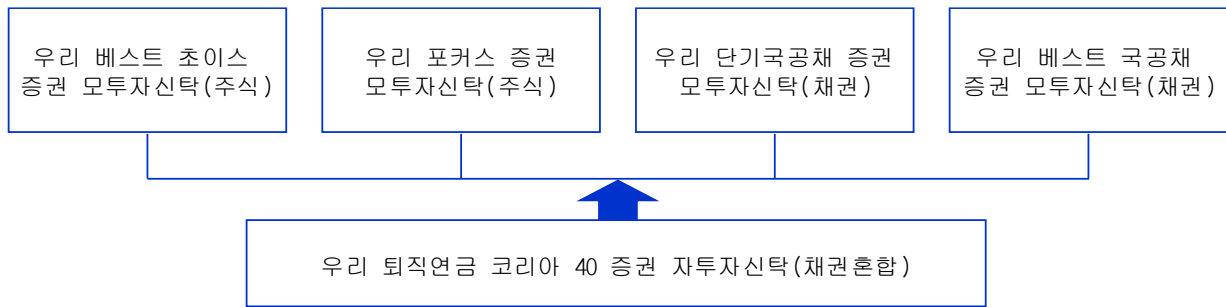 우리 베스트 초이스
증권 모투자신탁(주식)
우리 포커스 증권
모투자신탁(주식)
우리 단기국공채 증권
모투자신탁(채권)
우리 베스트 국공채
증권 모투자신탁(채권)
우리 퇴직연금 코리아 40 증권 자투자신탁(채권혼합)